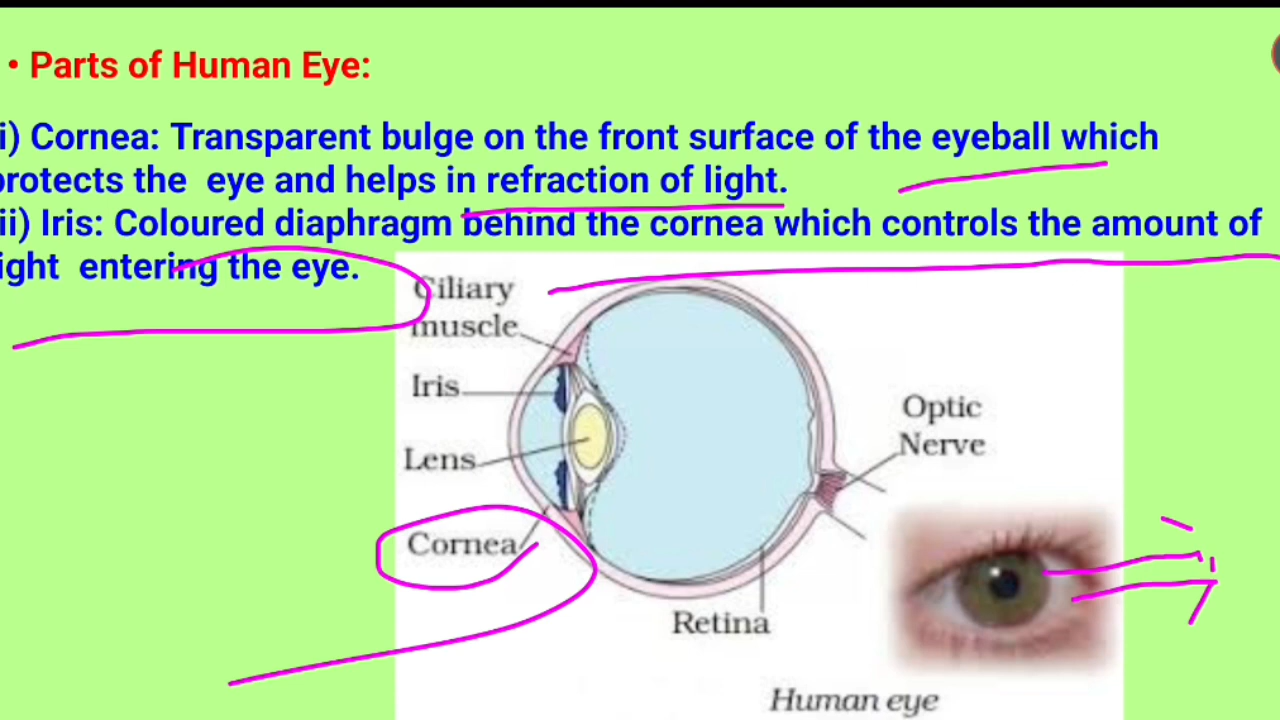 • Parts of Human Eye:
i) Cornea: Transparent bulge on the front surface of the eyeball which
protects the eye and helps in refraction of light.
ii) Iris: Coloured diaphragm behind the cornea which controls the amount of
light entering the eye.
Ciliary
muscle
Iris
Lens
Cornea
Optic
Nerve
Retina
Human eye